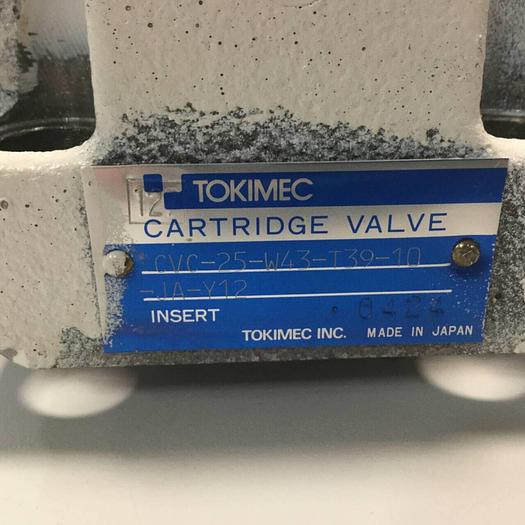 12 TOKIMEC
CARTRIDGE VALVE
CVC-25-W43-T39-10
-JA-Y12
INSERT 0424
TOKIMEC INC. MADE IN JAPAN